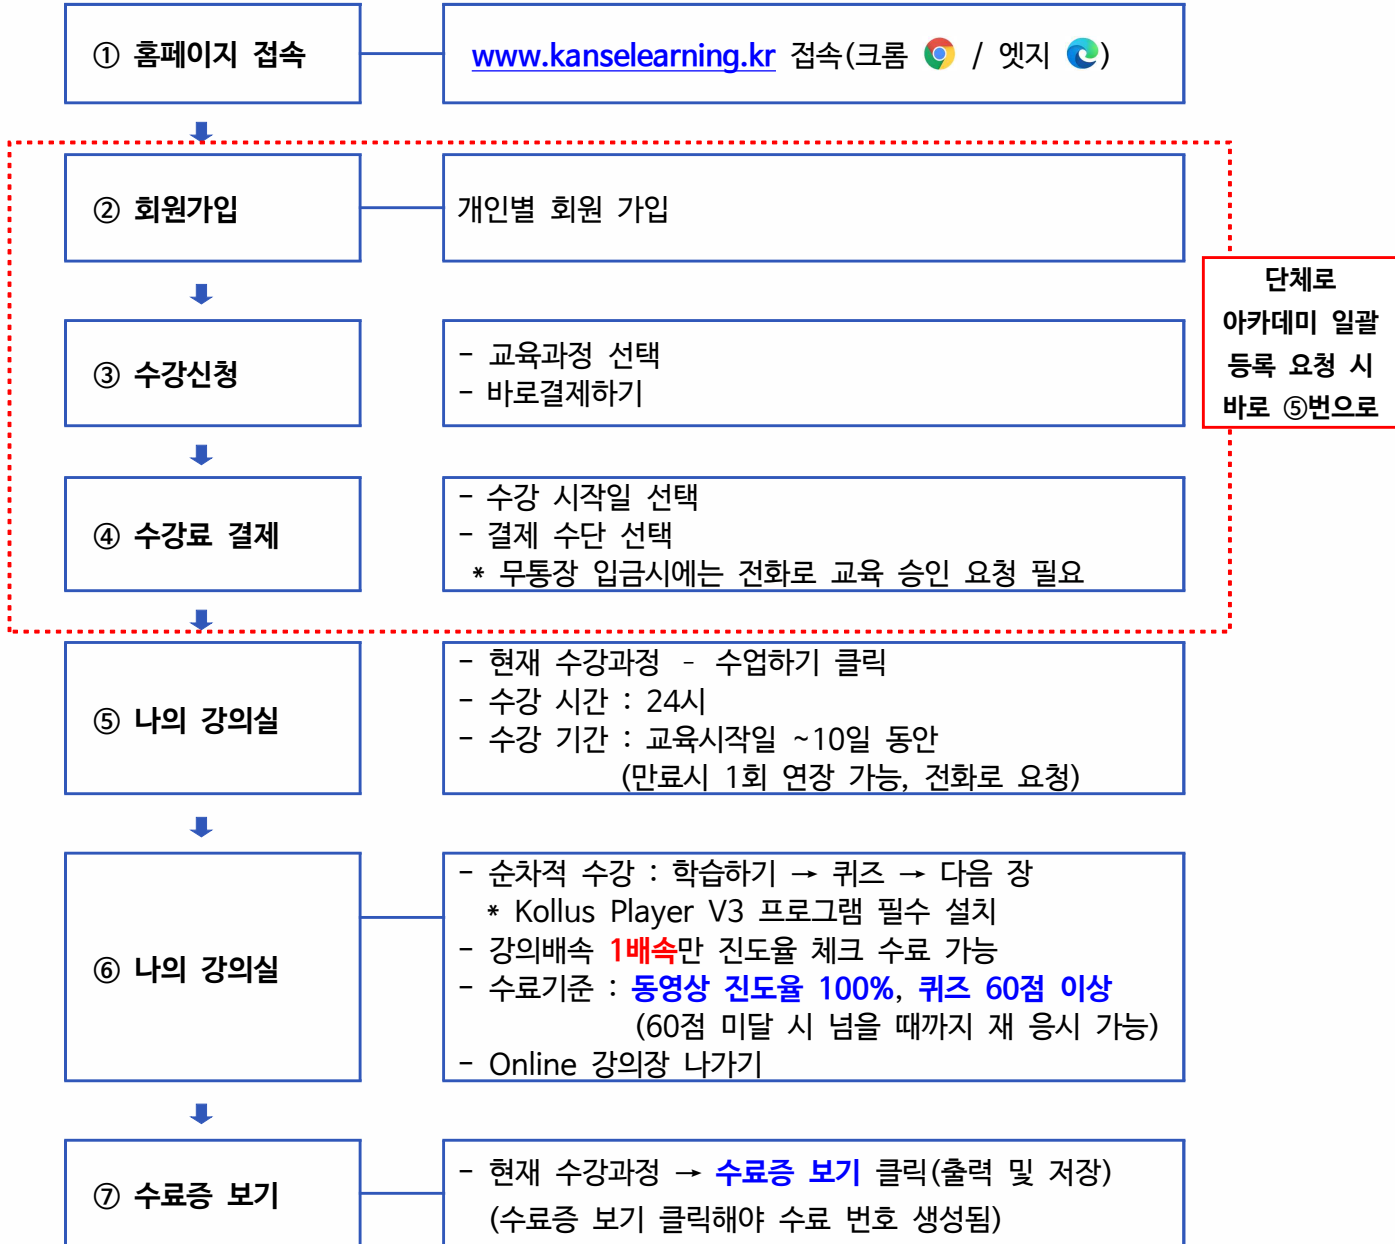 ① 홈페이지 접속
www.kanselearning.kr 접속(크롬 / 엣지 )
② 회원가입
개인별 회원 가입
단체로
아카데미 일괄
등록 요청 시
바로 ⑤번으로
③ 수강신청
- 교육과정 선택
- 바로결제하기
④ 수강료 결제
- 수강 시작일 선택
- 결제 수단 선택
* 무통장 입금시에는 전화로 교육 승인 요청 필요
⑤ 나의 강의실
- 현재 수강과정 - 수업하기 클릭
- 수강 시간 : 24시
- 수강 기간 : 교육시작일 ~10일 동안
(만료시 1회 연장 가능, 전화로 요청)
⑥ 나의 강의실
- 순차적 수강 : 학습하기 → 퀴즈 → 다음 장
* Kollus Player V3 프로그램 필수 설치
- 강의배속 1배속만 진도율 체크 수료 가능
- 수료기준 : 동영상 진도율 100%, 퀴즈 60점 이상
(60점 미달 시 넘을 때까지 재 응시 가능)
- Online 강의장 나가기
⑦ 수료증 보기
- 현재 수강과정 → 수료증 보기 클릭(출력 및 저장)
(수료증 보기 클릭해야 수료 번호 생성됨)